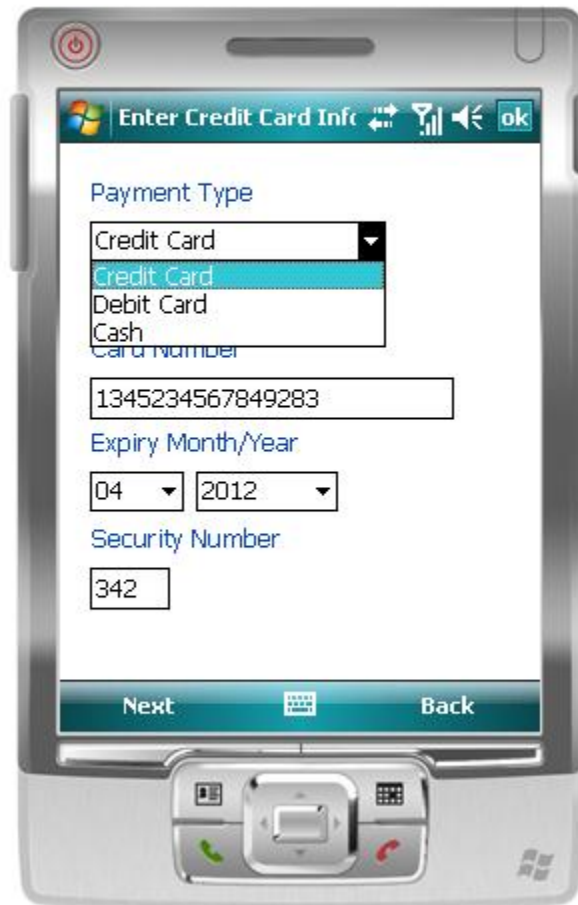 Enter Credit Card Info
ok
Payment Type
Credit Card
Credit Card
Debit Card
Cash
Card Number
1345234567849283
Expiry Month/Year
04 2012
Security Number
342
Next Back